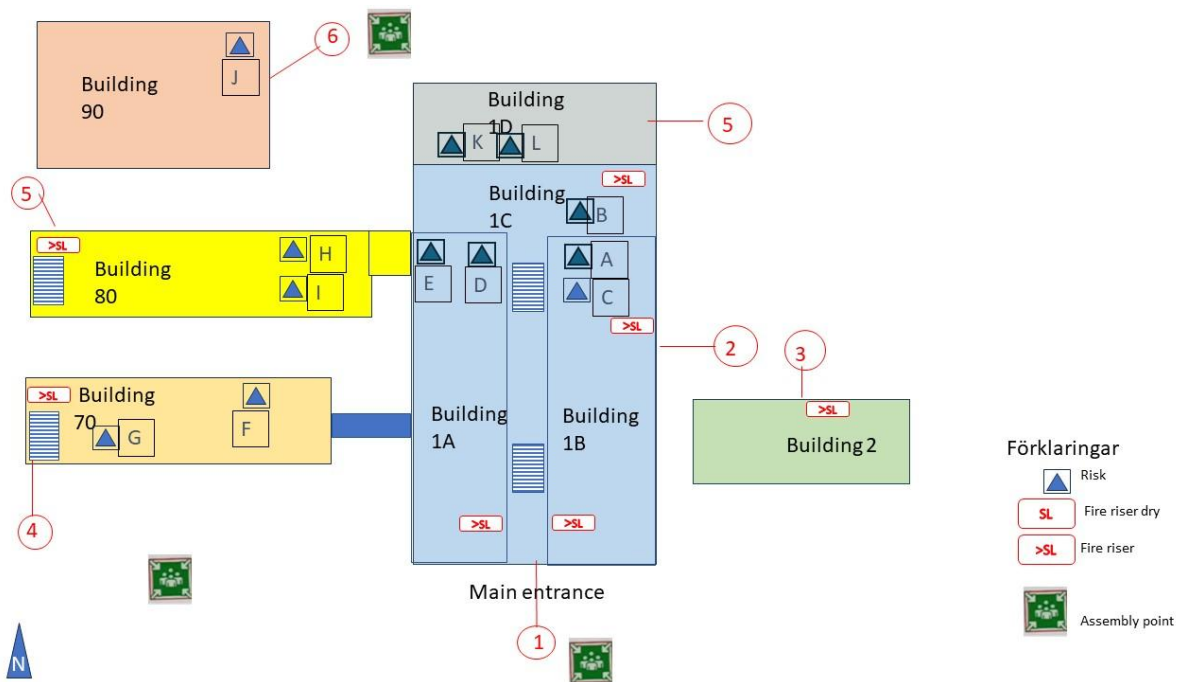 6
Building
90
J
Building
1D
K
L
5
>SL
Building
1C
B
5
>SL
Building
80
H
I
E
D
A
C
>SL
2
3
>SL
Building 2
>SL
Building
70
G
F
Building
1A
Building
1B
4
>SL
>SL
Main entrance
1
N
Förklaringar
Risk
SL
Fire riser dry
>SL
Fire riser
Assembly point